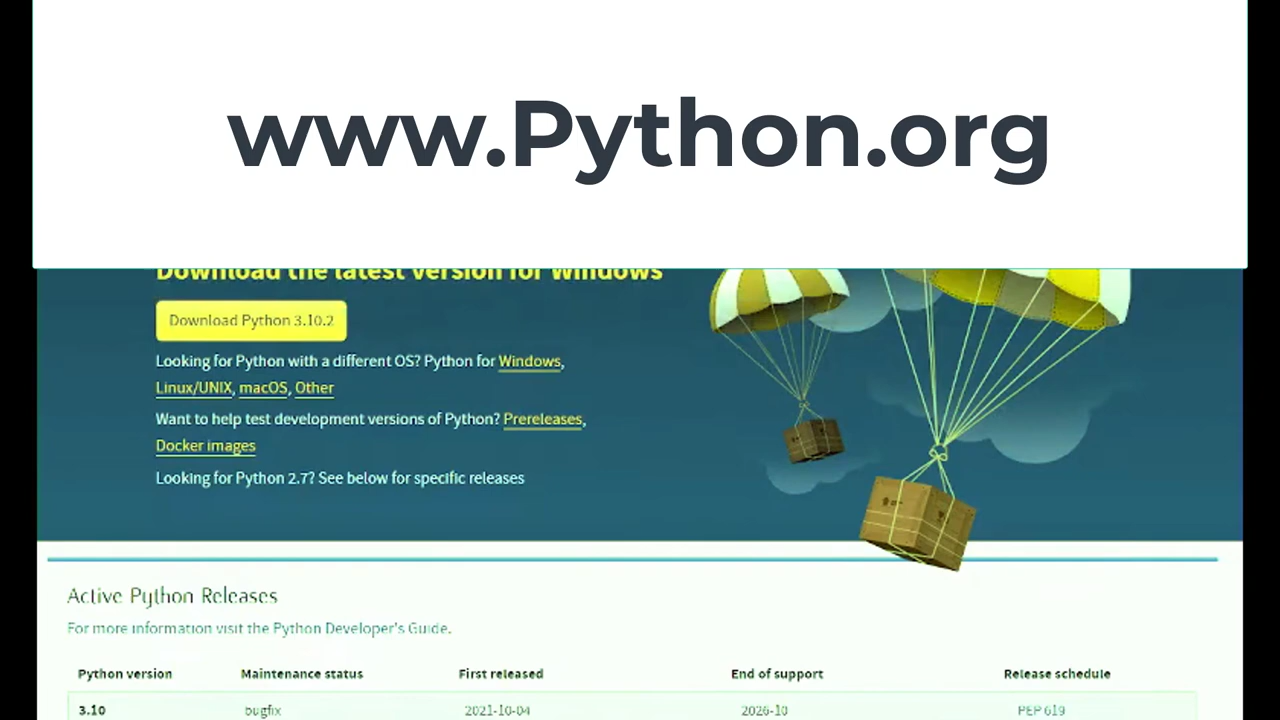 www.Python.org
Download the latest version for Windows
Download Python 3.10.2
Looking for Python with a different OS? Python for Windows,
Linux/UNIX, macOS, Other
Want to help test development versions of Python? Prereleases,
Docker images
Looking for Python 2.7? See below for specific releases
Active Python Releases
For more information visit the Python Developer's Guide.
Python version Maintenance status First released End of support Release schedule
3.10 bugfix 2021-10-04 2026-10 PEP 619